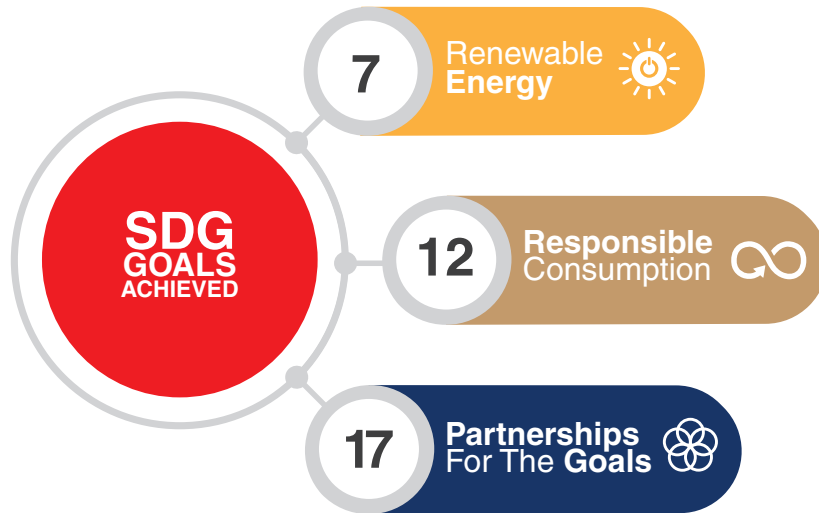 SDG
GOALS
ACHIEVED
7
Renewable
Energy
12
Responsible
Consumption
17
Partnerships
For The Goals